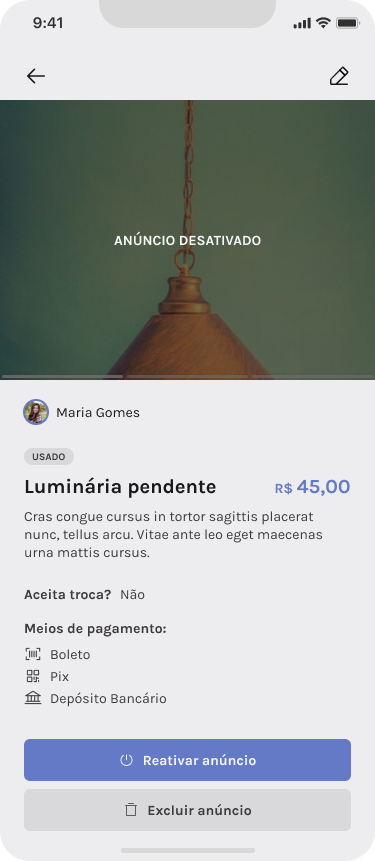 9:41
ANÚNCIO DESATIVADO
Maria Gomes
USADO
Luminária pendente R$ 45,00
Cras congue cursus in tortor sagittis placerat
nunc, tellus arcu. Vitae ante leo eget maecenas
urna mattis cursus.
Aceita troca? Não
Meios de pagamento:
Boleto
Pix
Depósito Bancário
Reativar anúncio
Excluir anúncio